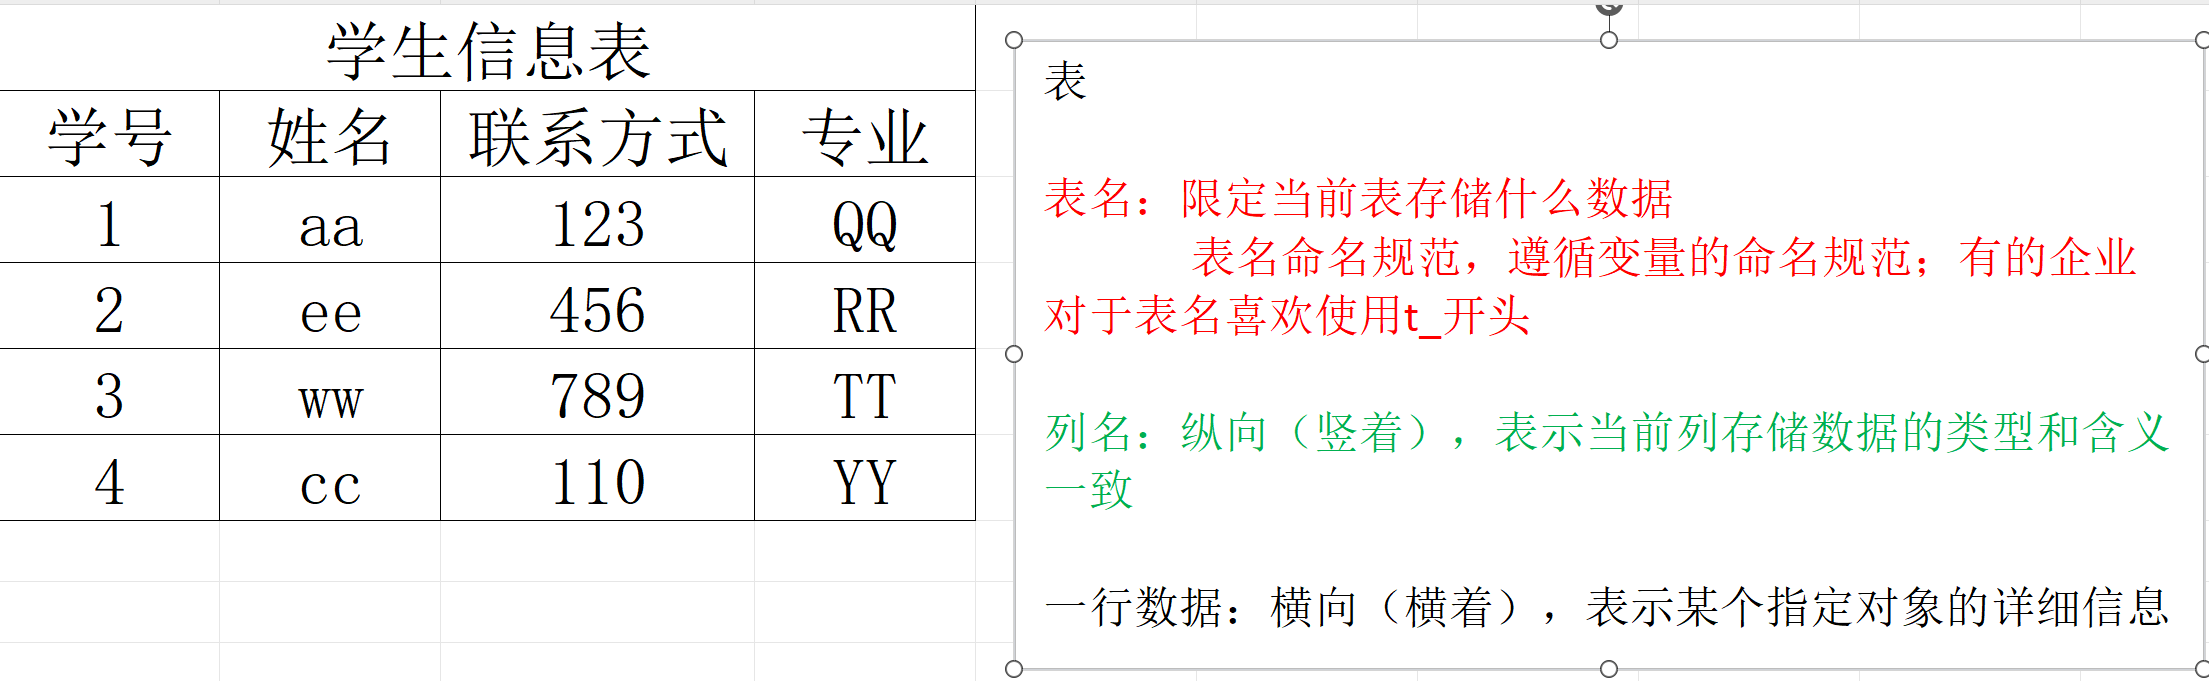 学生信息表
学号 姓名 联系方式 专业
1 aa 123 QQ
2 ee 456 RR
3 ww 789 TT
4 cc 110 YY
表
表名：限定当前表存储什么数据
表名命名规范，遵循变量的命名规范；有的企业
对于表名喜欢使用t_开头
列名：纵向（竖着），表示当前列存储数据的类型和含义
一致
一行数据：横向（横着），表示某个指定对象的详细信息